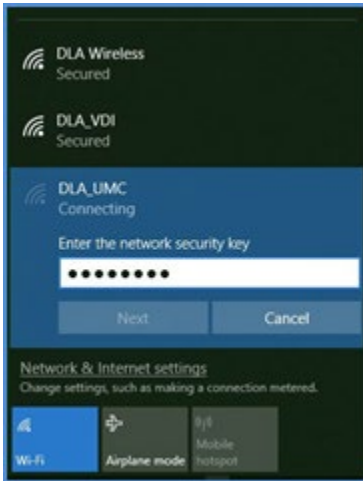 DLA Wireless
Secured
DLA_VDI
Secured
DLA_UMC
Connecting
Enter the network security key
●●●●●●●●
Next
Cancel
Network & Internet settings
Change settings, such as making a connection metered.
Wi-Fi
Airplane mode
Mobile
hotspot